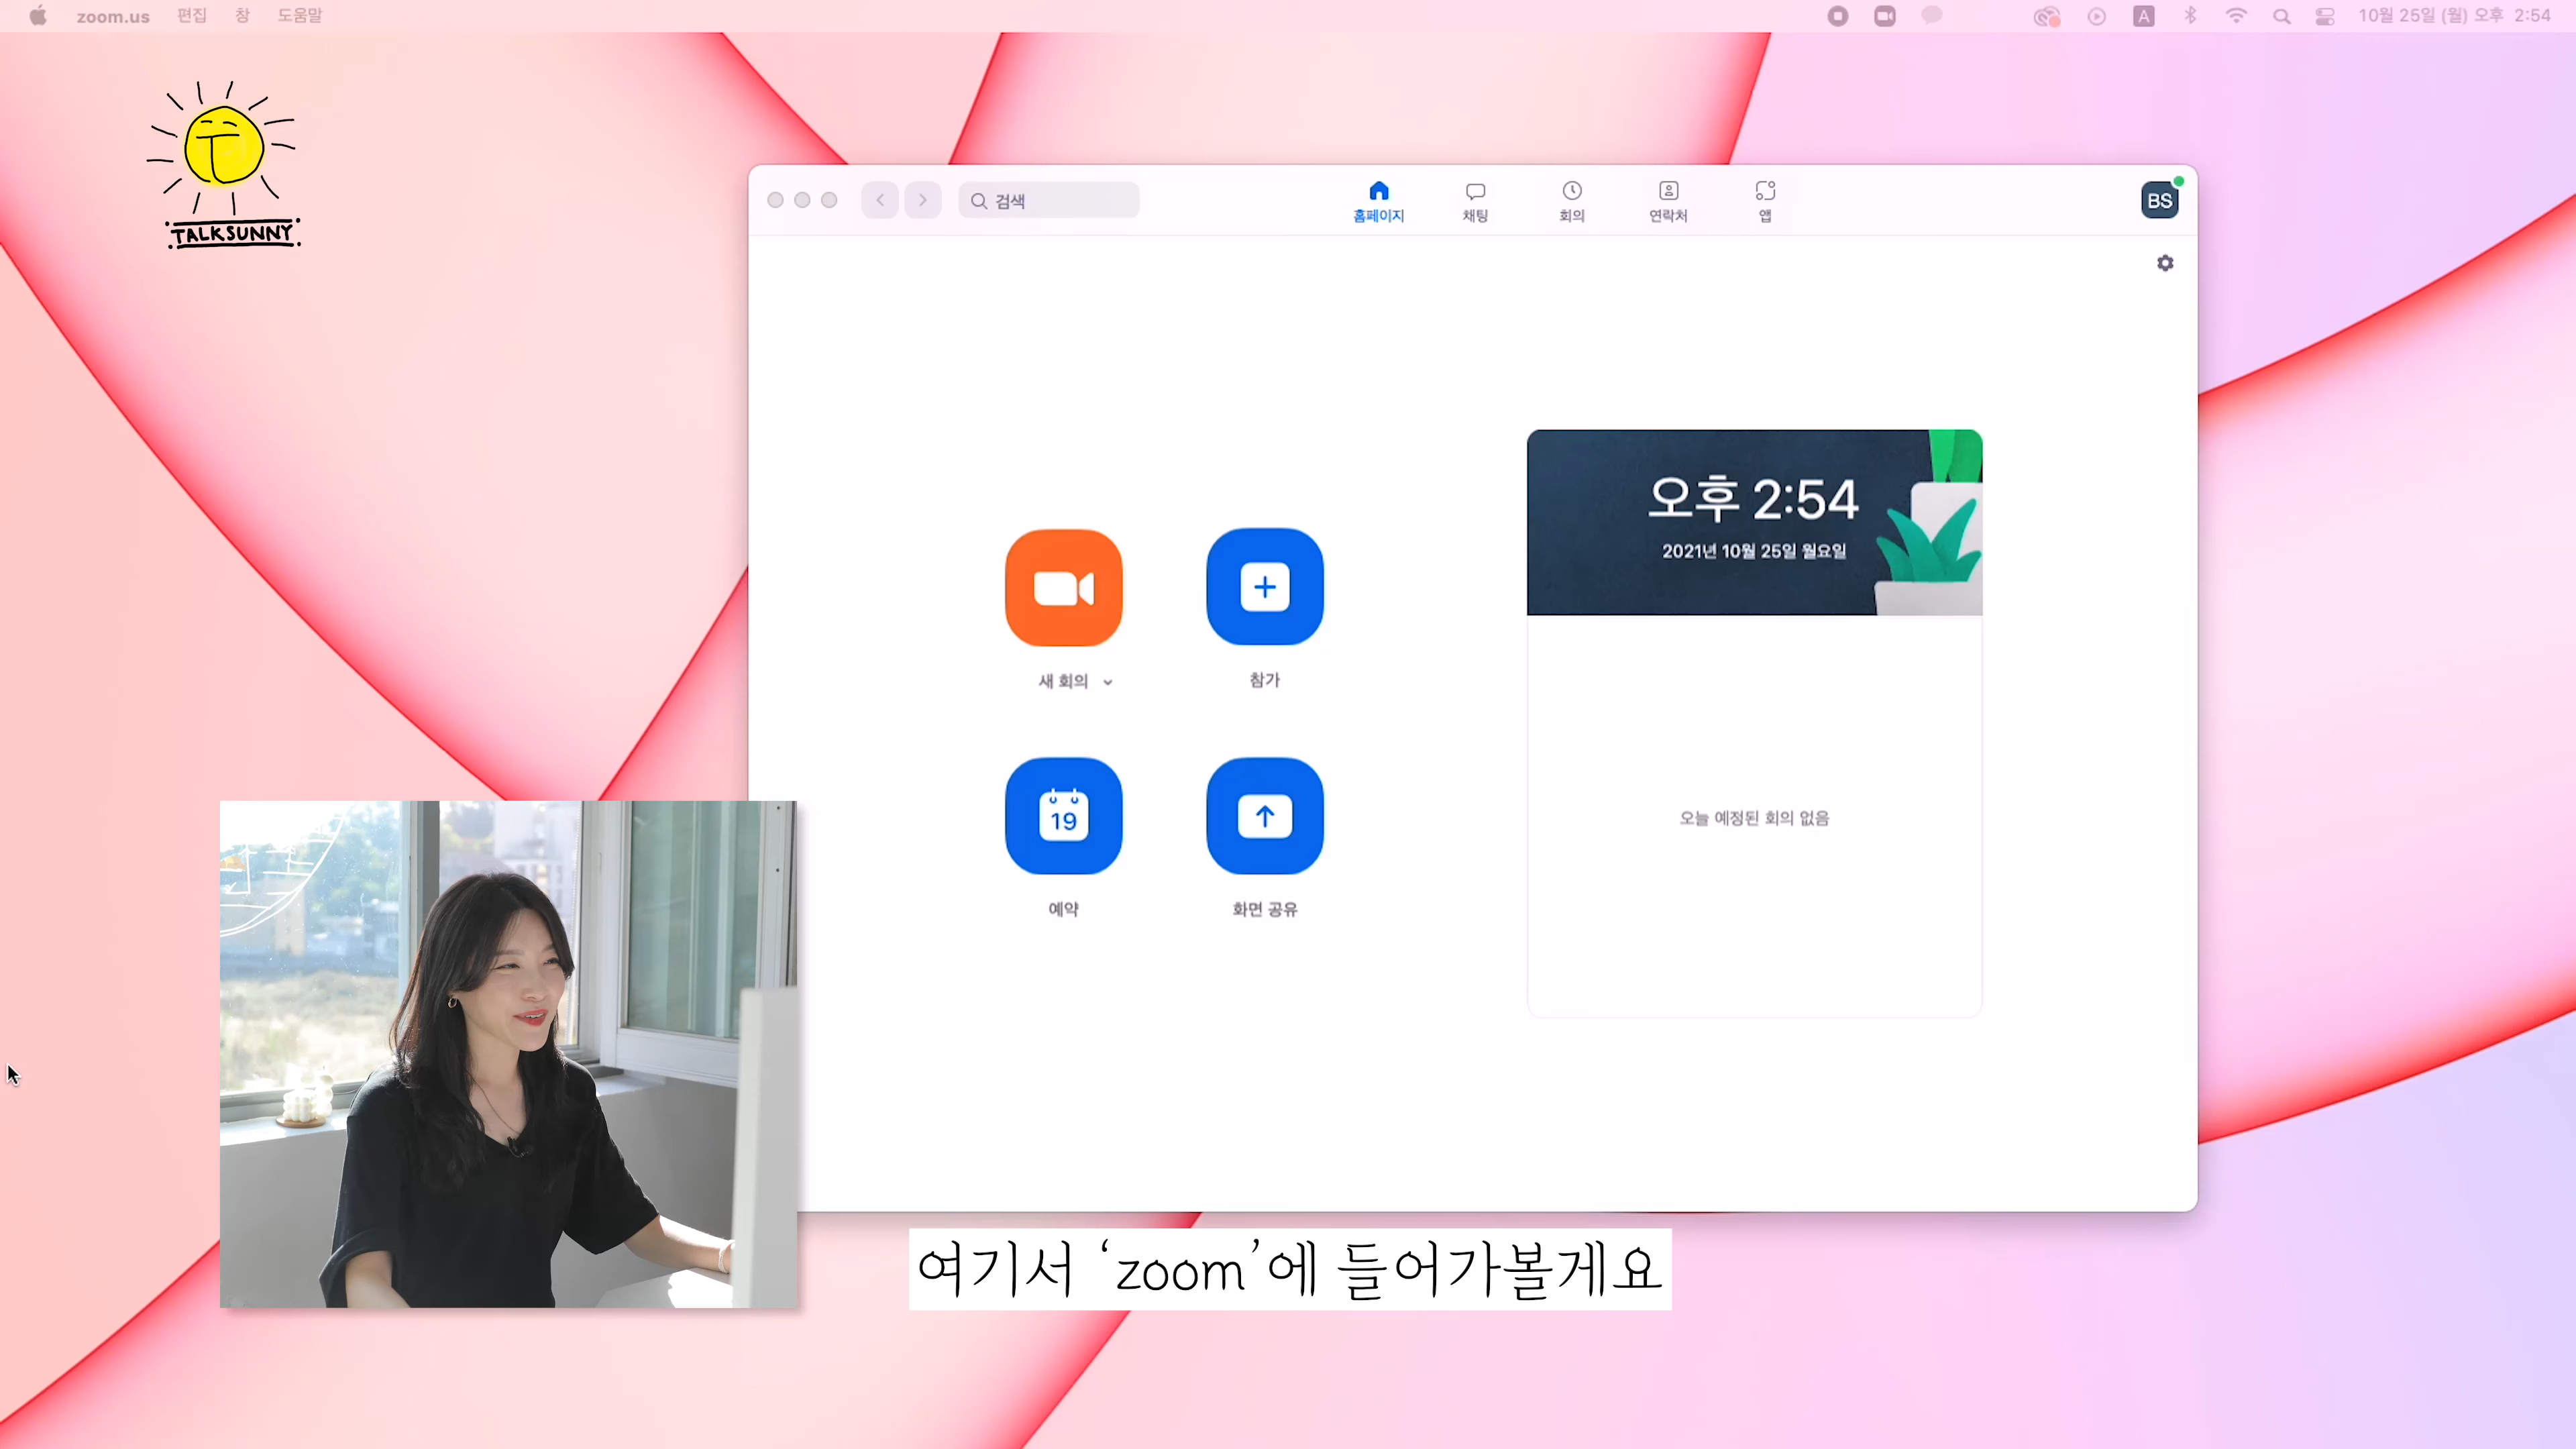 zoom.us 편집 창 도움말
A 10월 25일 (월) 오후 2:54
T
TALKSUNNY
검색
홈페이지 채팅 회의 연락처 앱
BS
오후 2:54
2021년 10월 25일 월요일
새 회의 참가
19
예약 화면 공유
오늘 예정된 회의 없음
여기서 ‘zoom’에 들어가볼게요